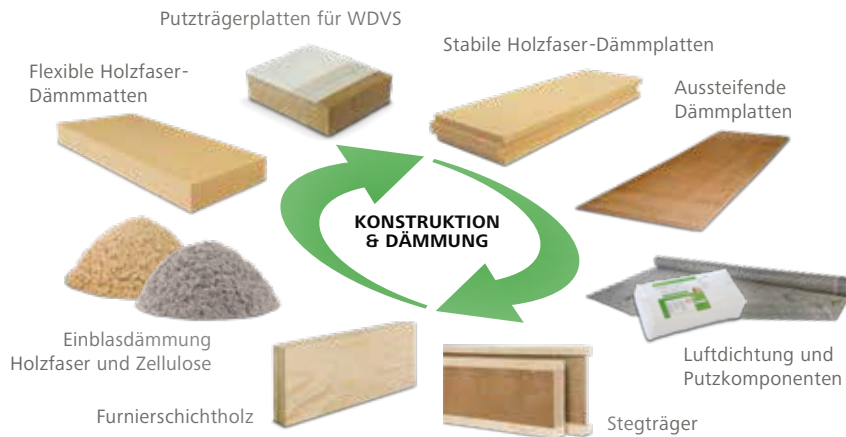 Putzträgerplatten für WDVS
Stabile Holzfaser-Dämmplatten
Flexible Holzfaser-
Dämmmatten
Aussteifende
Dämmplatten
KONSTRUKTION
& DÄMMUNG
Einblasdämmung
Holzfaser und Zellulose
Luftdichtung und
Putzkomponenten
Furnierschichtholz
Stegträger